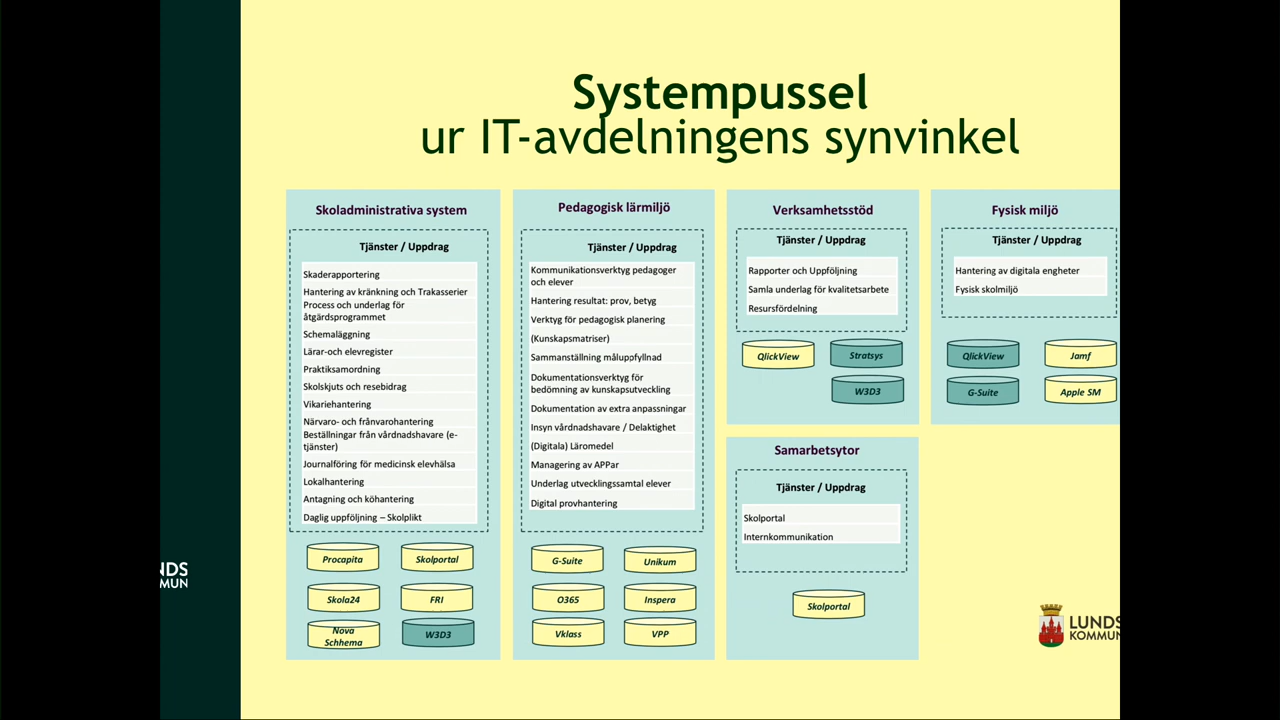 Systempussel
ur IT-avdelningens synvinkel
Skoladministrativa system
Tjänster / Uppdrag
Skaderapportering
Hantering av kränkning och Trakasserier
Process och underlag för
åtgärdsprogrammet
Schemaläggning
Lärar-och elevregister
Praktiksamordning
Skolskjuts och resebidrag
Vikariehantering
Närvaro- och frånvarohantering
Beställningar från vårdnadshavare (e-
tjänster)
Journalföring för medicinsk elevhälsa
Lokalhantering
Antagning och köhantering
Daglig uppföljning – Skolplikt
Procapita
Skolportal
Skola24
FRI
Nova
Schhema
W3D3
Pedagogisk lärmiljö
Tjänster / Uppdrag
Kommunikationsverktyg pedagoger
och elever
Hantering resultat: prov, betyg
Verktyg för pedagogisk planering
(Kunskapsmatriser)
Sammanställning måluppfyllnad
Dokumentationsverktyg för
bedömning av kunskapsutveckling
Dokumentation av extra anpassningar
Insyn vårdnadshavare / Delaktighet
(Digitala) Läromedel
Managering av APPar
Underlag utvecklingssamtal elever
Digital provhantering
G-Suite
Unikum
O365
Inspera
Vklass
VPP
Verksamhetsstöd
Tjänster / Uppdrag
Rapporter och Uppföljning
Samla underlag för kvalitetsarbete
Resursfördelning
QlickView
Stratsys
W3D3
Fysisk miljö
Tjänster / Uppdrag
Hantering av digitala engheter
Fysisk skolmiljö
QlickView
Jamf
G-Suite
Apple SM
Samarbetsytor
Tjänster / Uppdrag
Skolportal
Internkommunikation
Skolportal
NDS
MUN
LUNDS
KOMMUN